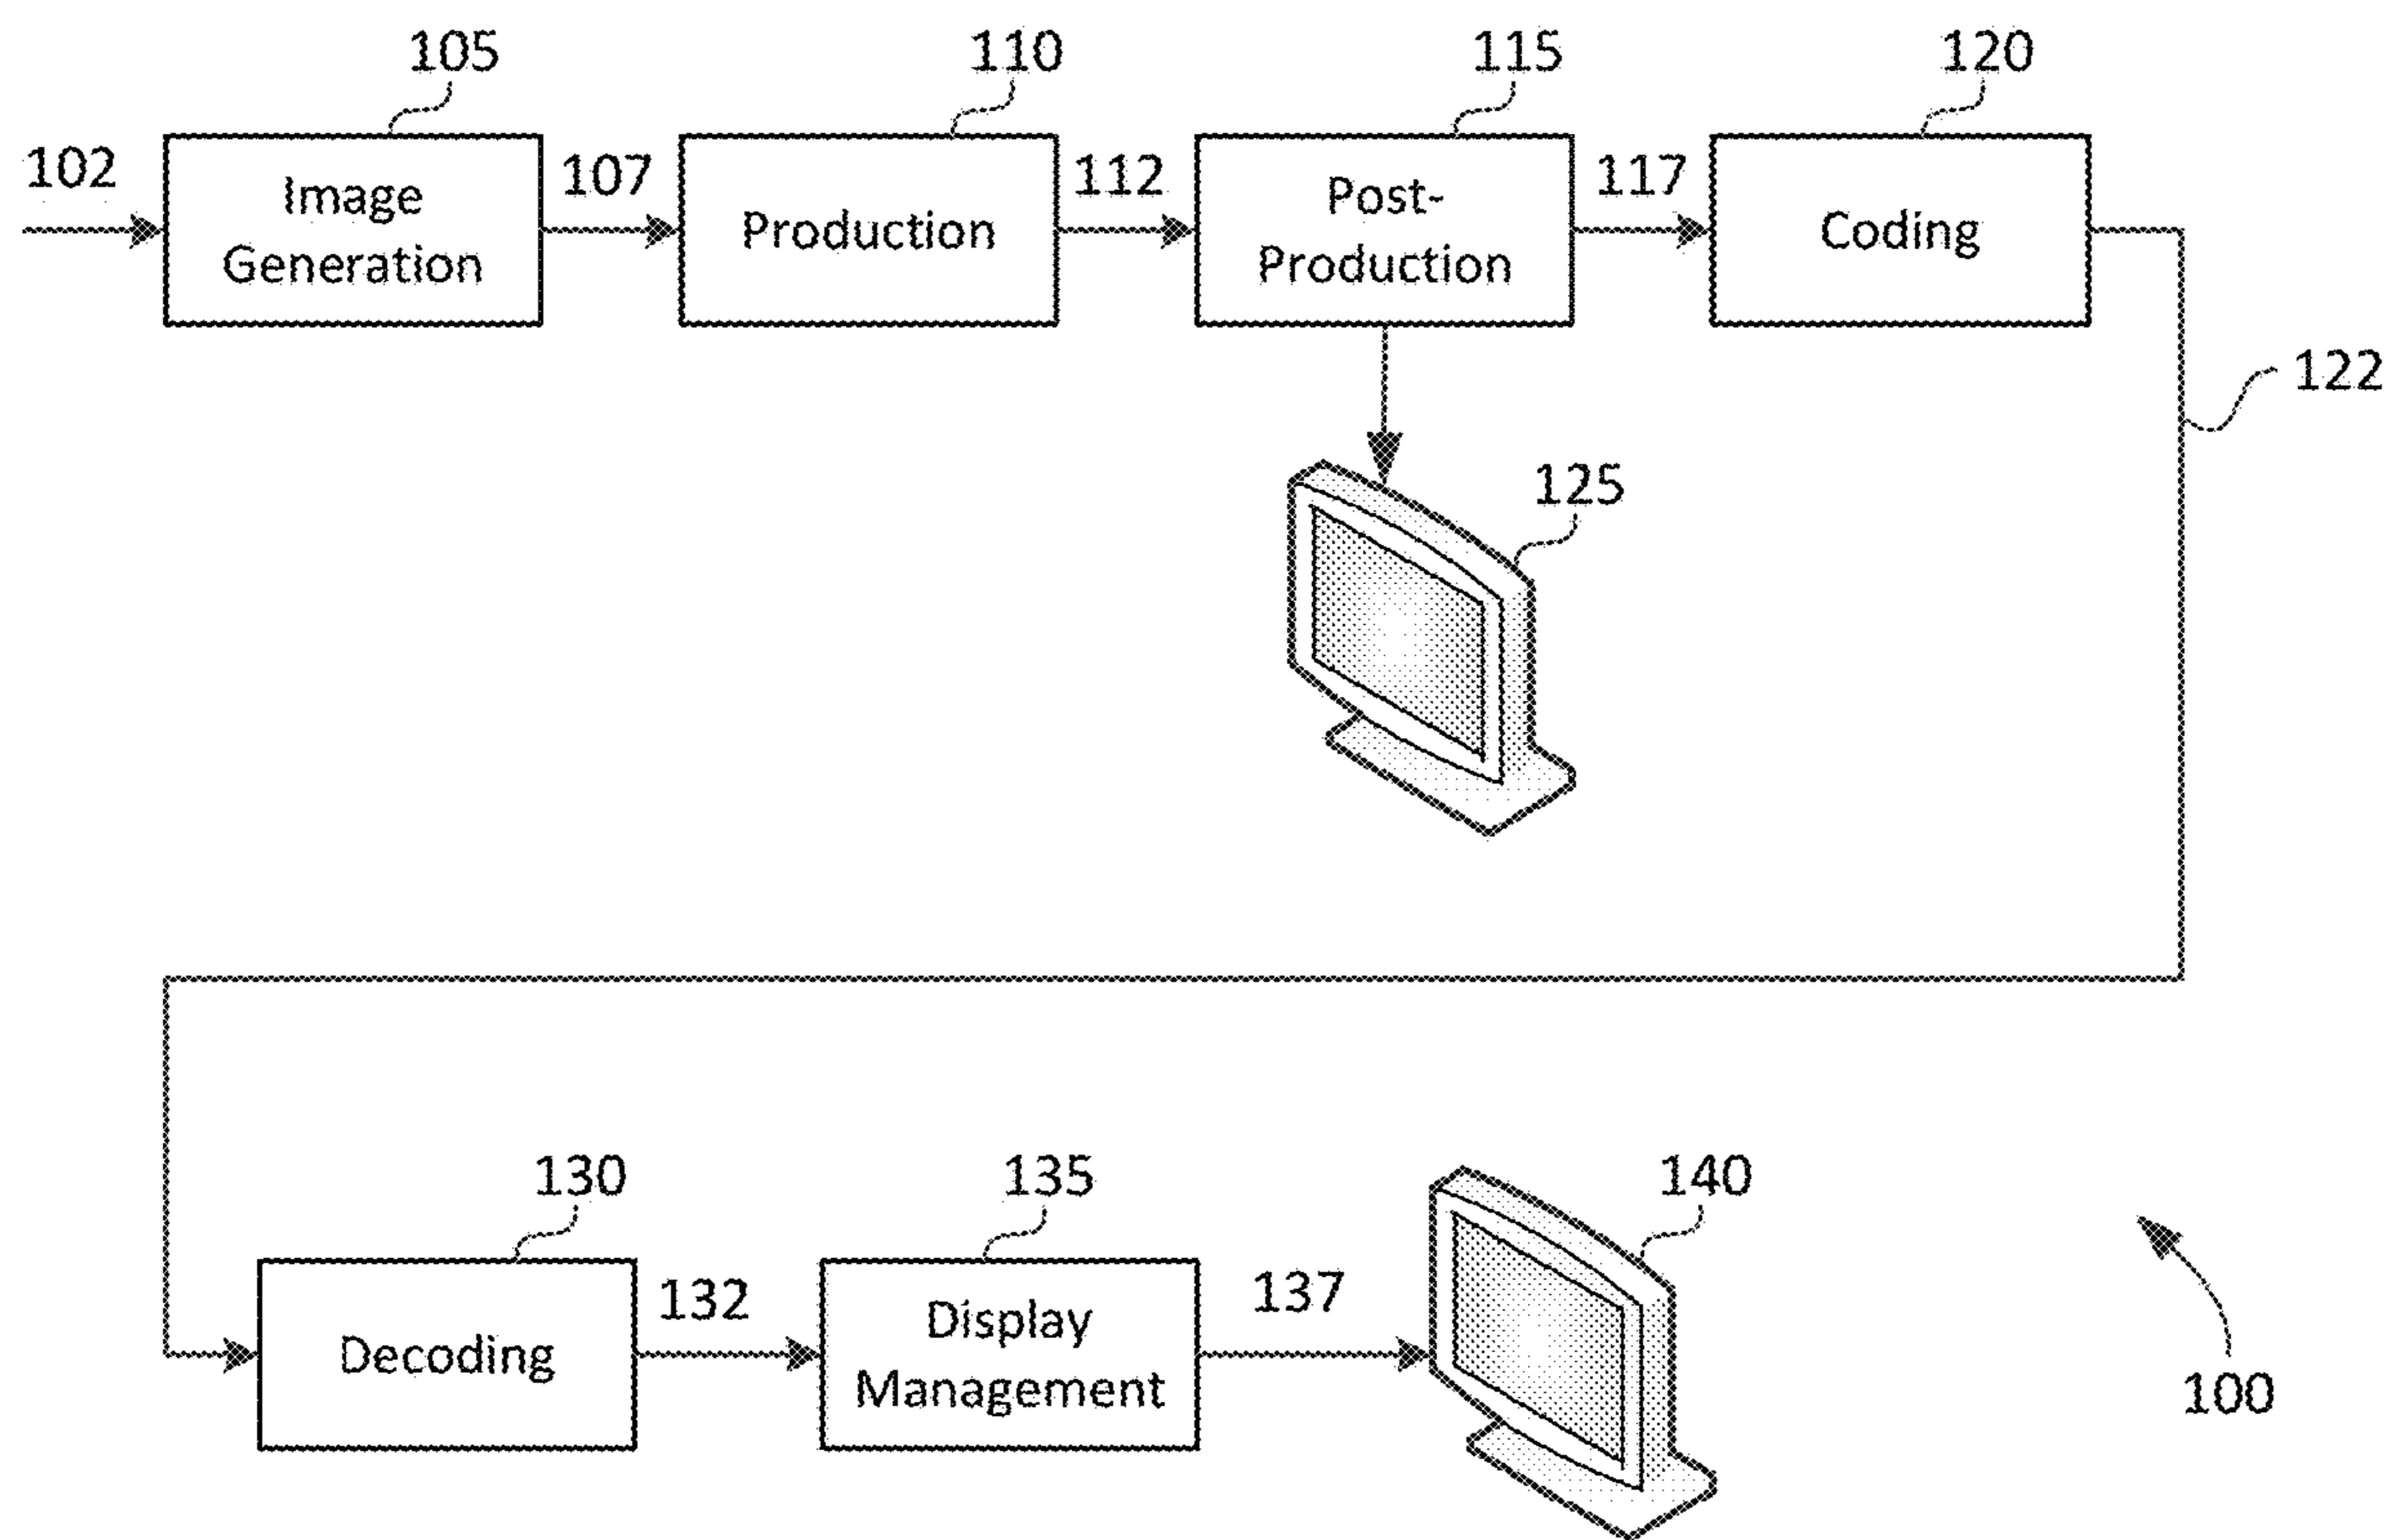 105
110
115
120
102
Image
Generation
107
Production
112
Post-
Production
117
Coding
122
125
130
135
140
Decoding
132
Display
Management
137
100